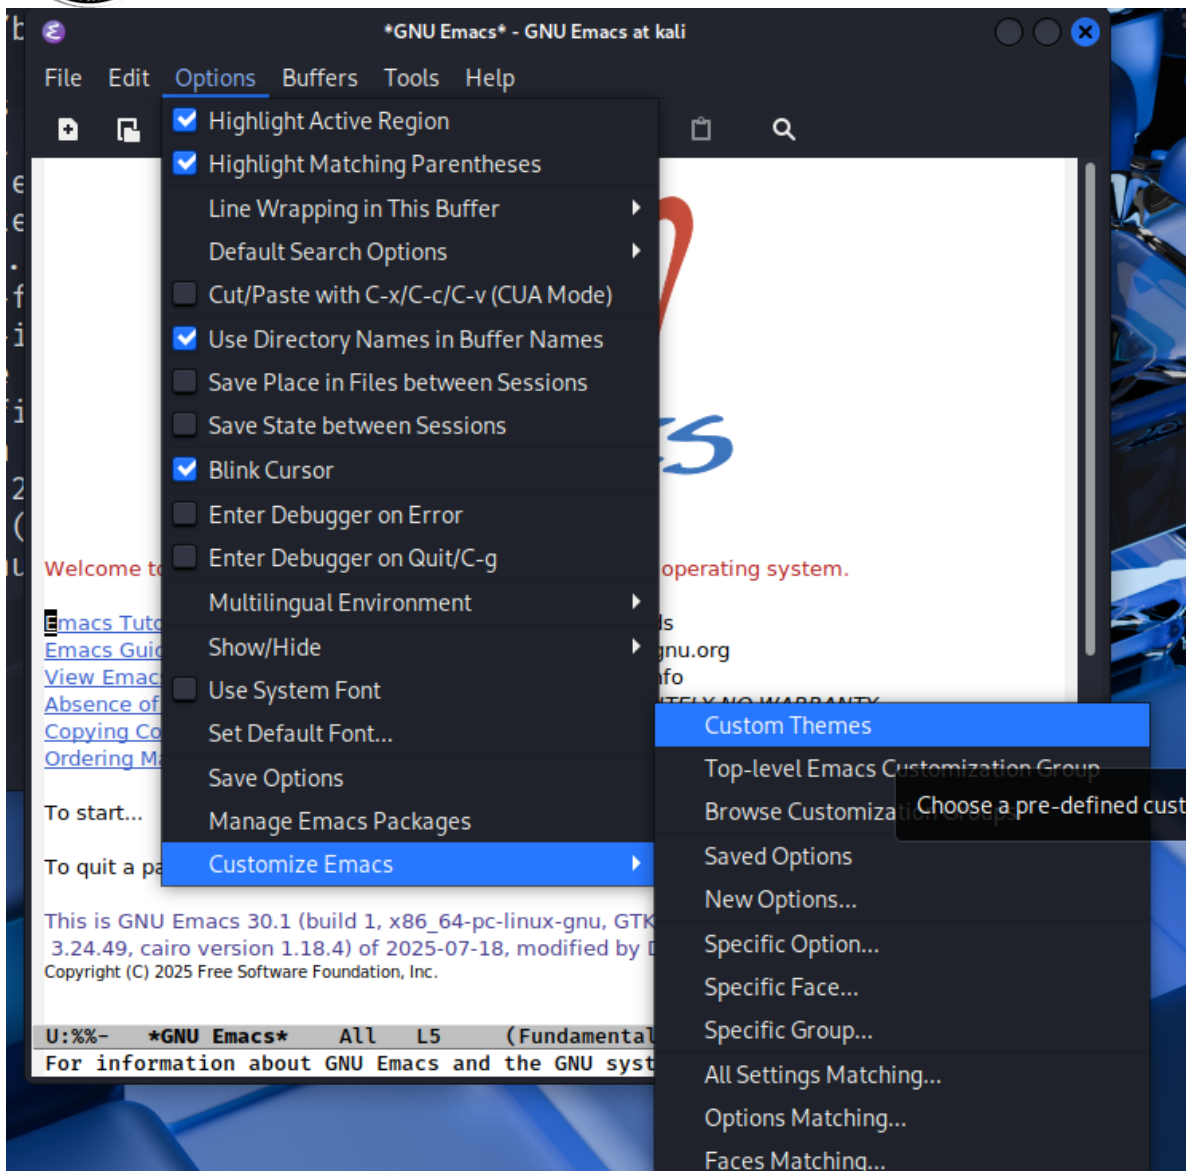 *GNU Emacs* - GNU Emacs at kali
File Edit Options Buffers Tools Help
Highlight Active Region
Highlight Matching Parentheses
Line Wrapping in This Buffer
Default Search Options
Cut/Paste with C-x/C-c/C-v (CUA Mode)
Use Directory Names in Buffer Names
Save Place in Files between Sessions
Save State between Sessions
Blink Cursor
Enter Debugger on Error
Enter Debugger on Quit/C-g
Multilingual Environment
Show/Hide
Use System Font
Set Default Font...
Save Options
Manage Emacs Packages
Customize Emacs
Custom Themes
Top-level Emacs Customization Group
Browse Customization Groups
Choose a pre-defined cust
Saved Options
New Options...
Specific Option...
Specific Face...
Specific Group...
All Settings Matching...
Options Matching...
Faces Matching...
Welcome to operating system.
Emacs Tuto
Emacs Guid gnu.org
View Emac
Absence of NO WARRANTY
Copying Co
Ordering Ma
To start...
To quit a pa
This is GNU Emacs 30.1 (build 1, x86_64-pc-linux-gnu, GTK
3.24.49, cairo version 1.18.4) of 2025-07-18, modified by D
Copyright (C) 2025 Free Software Foundation, Inc.
U:%%- *GNU Emacs* All L5 (Fundamental
For information about GNU Emacs and the GNU syst